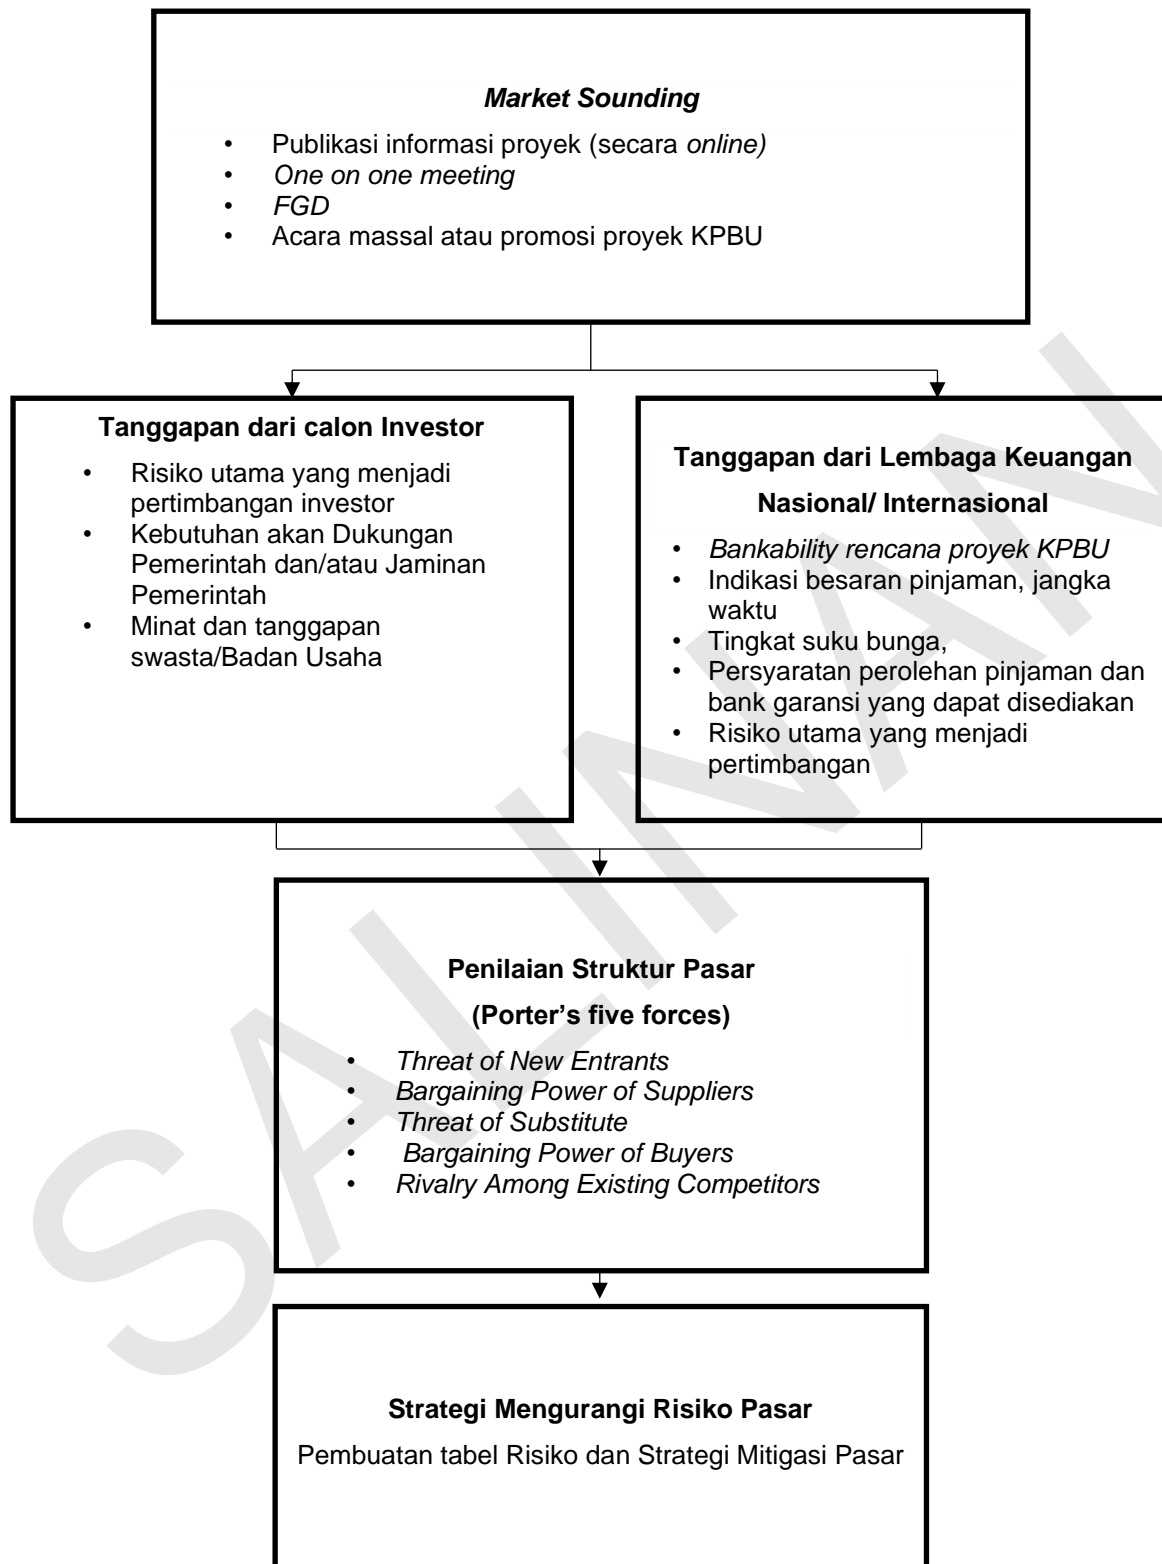 Market Sounding
• Publikasi informasi proyek (secara online)
• One on one meeting
• FGD
• Acara massal atau promosi proyek KPBU
Tanggapan dari calon Investor
• Risiko utama yang menjadi
pertimbangan investor
• Kebutuhan akan Dukungan
Pemerintah dan/atau Jaminan
Pemerintah
• Minat dan tanggapan
swasta/Badan Usaha
Tanggapan dari Lembaga Keuangan
Nasional/ Internasional
• Bankability rencana proyek KPBU
• Indikasi besaran pinjaman, jangka
waktu
• Tingkat suku bunga,
• Persyaratan perolehan pinjaman dan
bank garansi yang dapat disediakan
• Risiko utama yang menjadi
pertimbangan
Penilaian Struktur Pasar
(Porter’s five forces)
• Threat of New Entrants
• Bargaining Power of Suppliers
• Threat of Substitute
• Bargaining Power of Buyers
• Rivalry Among Existing Competitors
Strategi Mengurangi Risiko Pasar
Pembuatan tabel Risiko dan Strategi Mitigasi Pasar
SALINAN